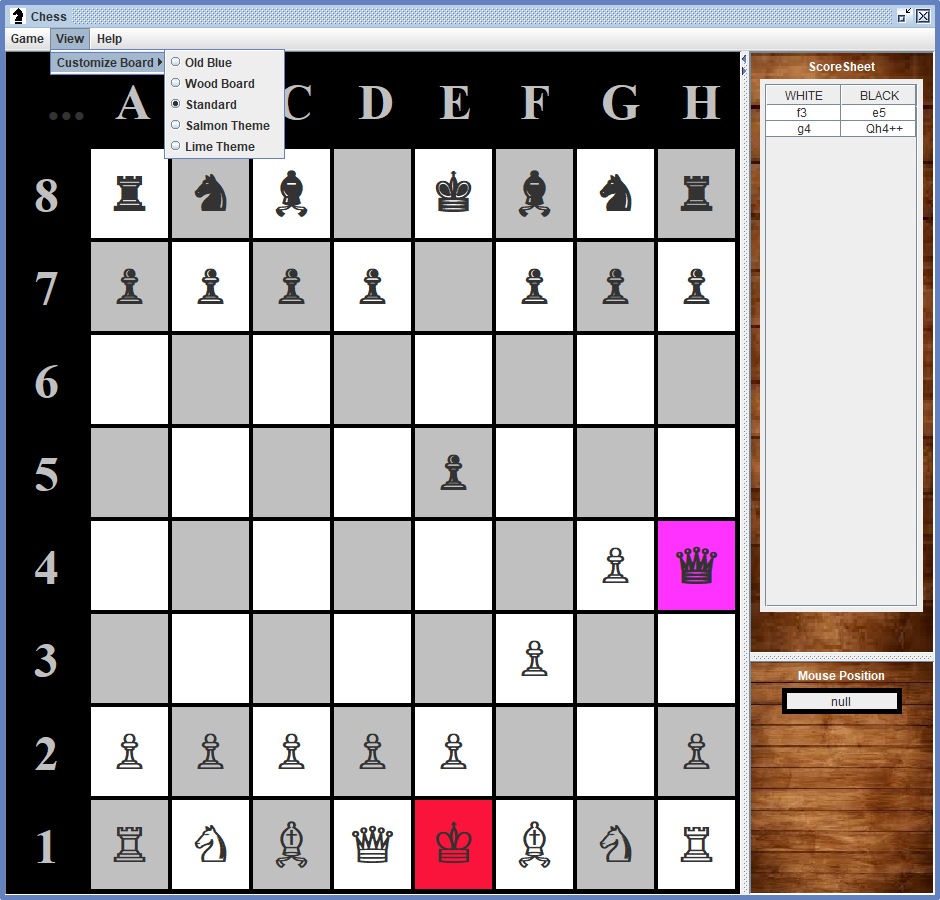 Chess
Game View Help
Customize Board
Old Blue
Wood Board
Standard
Salmon Theme
Lime Theme
... A C D E F G H
8
7
6
5
4
3
2
1
ScoreSheet
WHITE BLACK
f3 e5
g4 Qh4++
Mouse Position
null